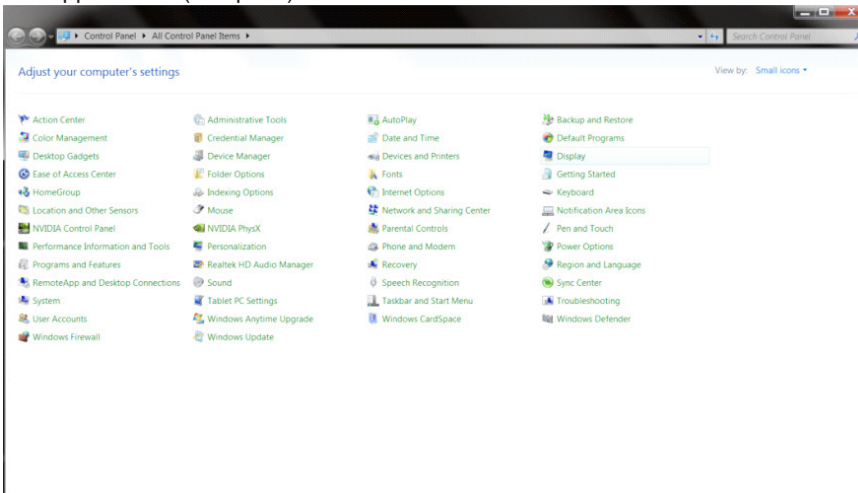 Control Panel ▸ All Control Panel Items ▸ Search Control Panel
Adjust your computer's settings View by: Small icons
Action Center Administrative Tools AutoPlay Backup and Restore
Color Management Credential Manager Date and Time Default Programs
Desktop Gadgets Device Manager Devices and Printers Display
Ease of Access Center Folder Options Fonts Getting Started
HomeGroup Indexing Options Internet Options Keyboard
Location and Other Sensors Mouse Network and Sharing Center Notification Area Icons
NVIDIA Control Panel NVIDIA PhysX Parental Controls Pen and Touch
Performance Information and Tools Personalization Phone and Modem Power Options
Programs and Features Realtek HD Audio Manager Recovery Region and Language
RemoteApp and Desktop Connections Sound Speech Recognition Sync Center
System Tablet PC Settings Taskbar and Start Menu Troubleshooting
User Accounts Windows Anytime Upgrade Windows CardSpace Windows Defender
Windows Firewall Windows Update